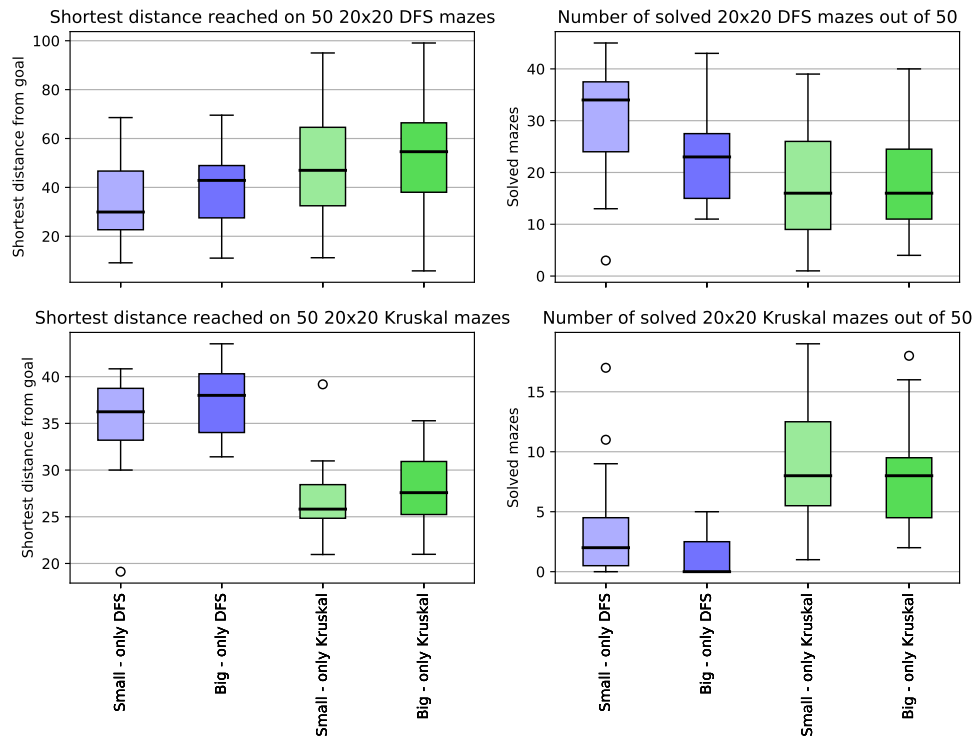 Shortest distance reached on 50 20x20 DFS mazes
Shortest distance from goal
100
80
60
40
20
Number of solved 20x20 DFS mazes out of 50
Solved mazes
40
30
20
10
0
Shortest distance reached on 50 20x20 Kruskal mazes
Shortest distance from goal
40
35
30
25
20
Small - only DFS
Big - only DFS
Small - only Kruskal
Big - only Kruskal
Number of solved 20x20 Kruskal mazes out of 50
Solved mazes
15
10
5
0
Small - only DFS
Big - only DFS
Small - only Kruskal
Big - only Kruskal